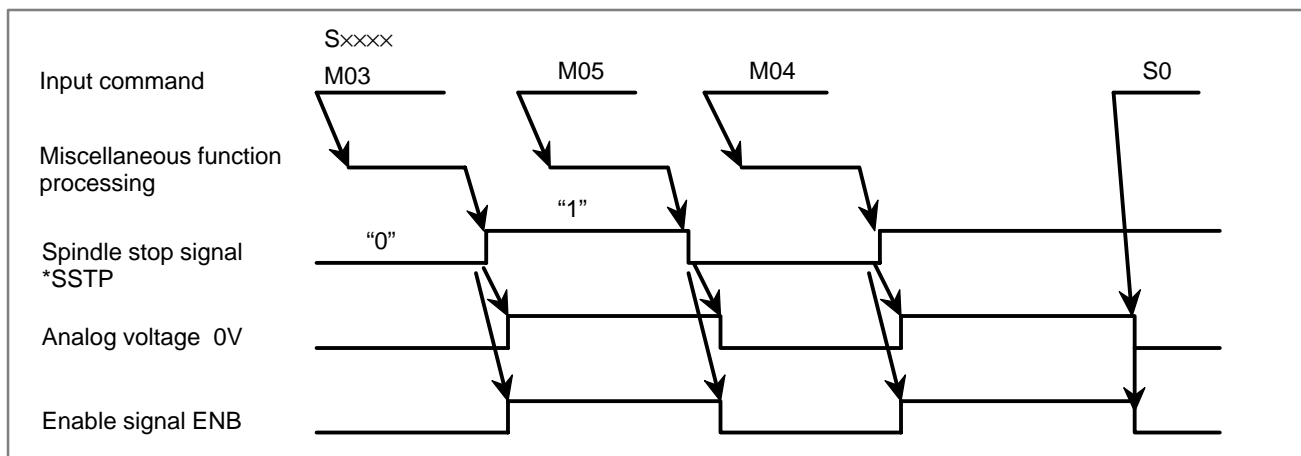 S××××
Input command
M03
M05
M04
S0
Miscellaneous function
processing
“1”
“0”
Spindle stop signal
*SSTP
Analog voltage 0V
Enable signal ENB